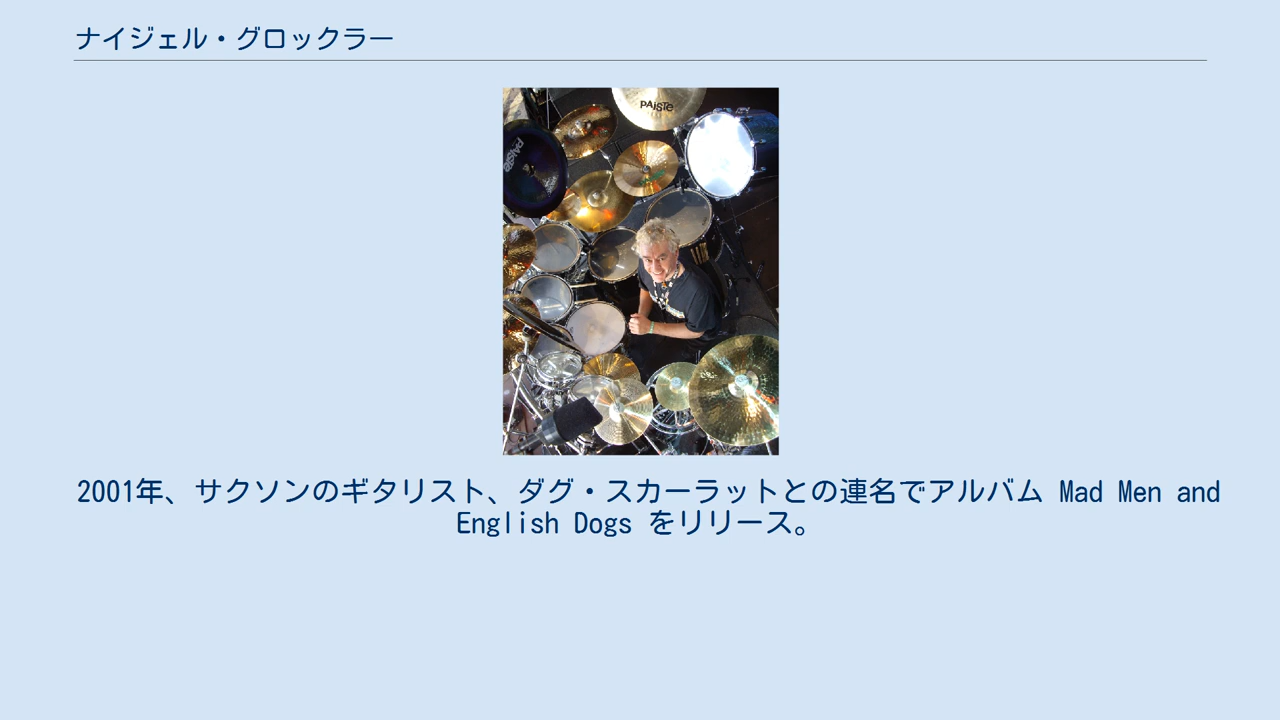 ナイジェル・グロックラー
PAiSTe
PAiSTe
2001年、サクソンのギタリスト、ダグ・スカーラットとの連名でアルバム Mad Men and
English Dogs をリリース。